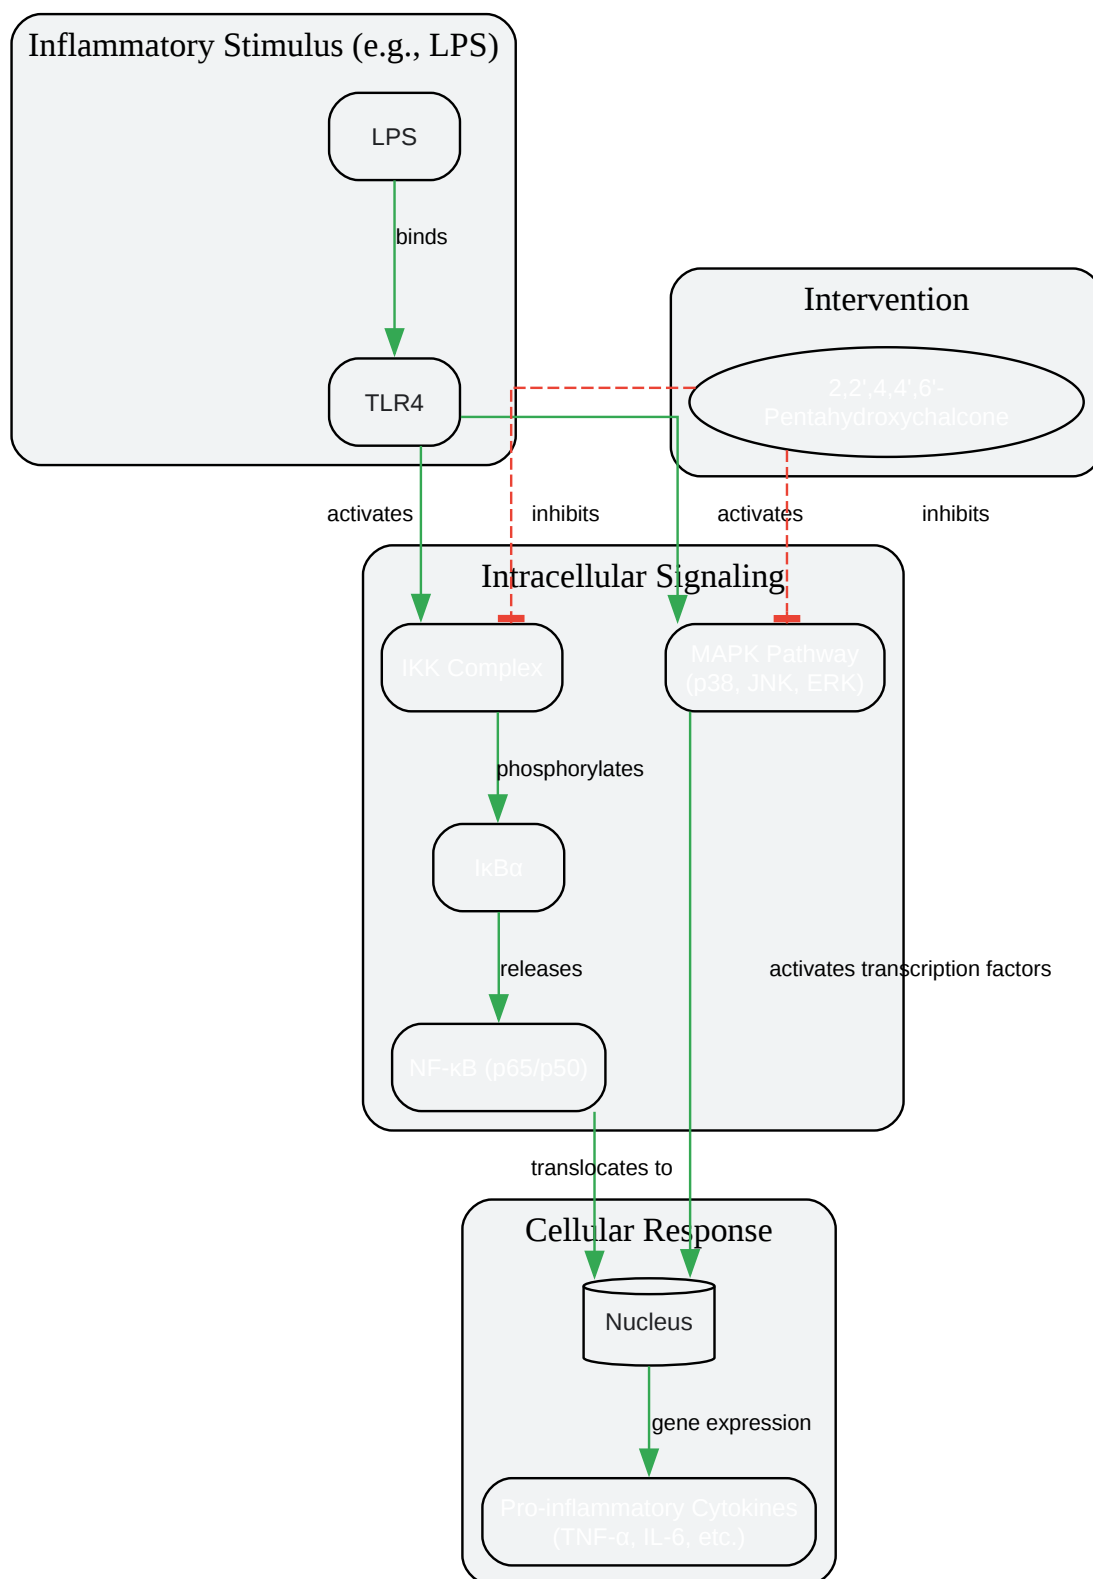 Inflammatory Stimulus (e.g., LPS)
LPS
binds
Intervention
2,2',4,4',6'-
Pentahydroxychalcone
TLR4
activates
inhibits
activates
inhibits
Intracellular Signaling
IKK Complex
MAPK Pathway
(p38, JNK, ERK)
phosphorylates
IκBα
releases
activates transcription factors
NF-κB (p65/p50)
translocates to
Cellular Response
Nucleus
gene expression
Pro-inflammatory Cytokines
(TNF-α, IL-6, etc.)